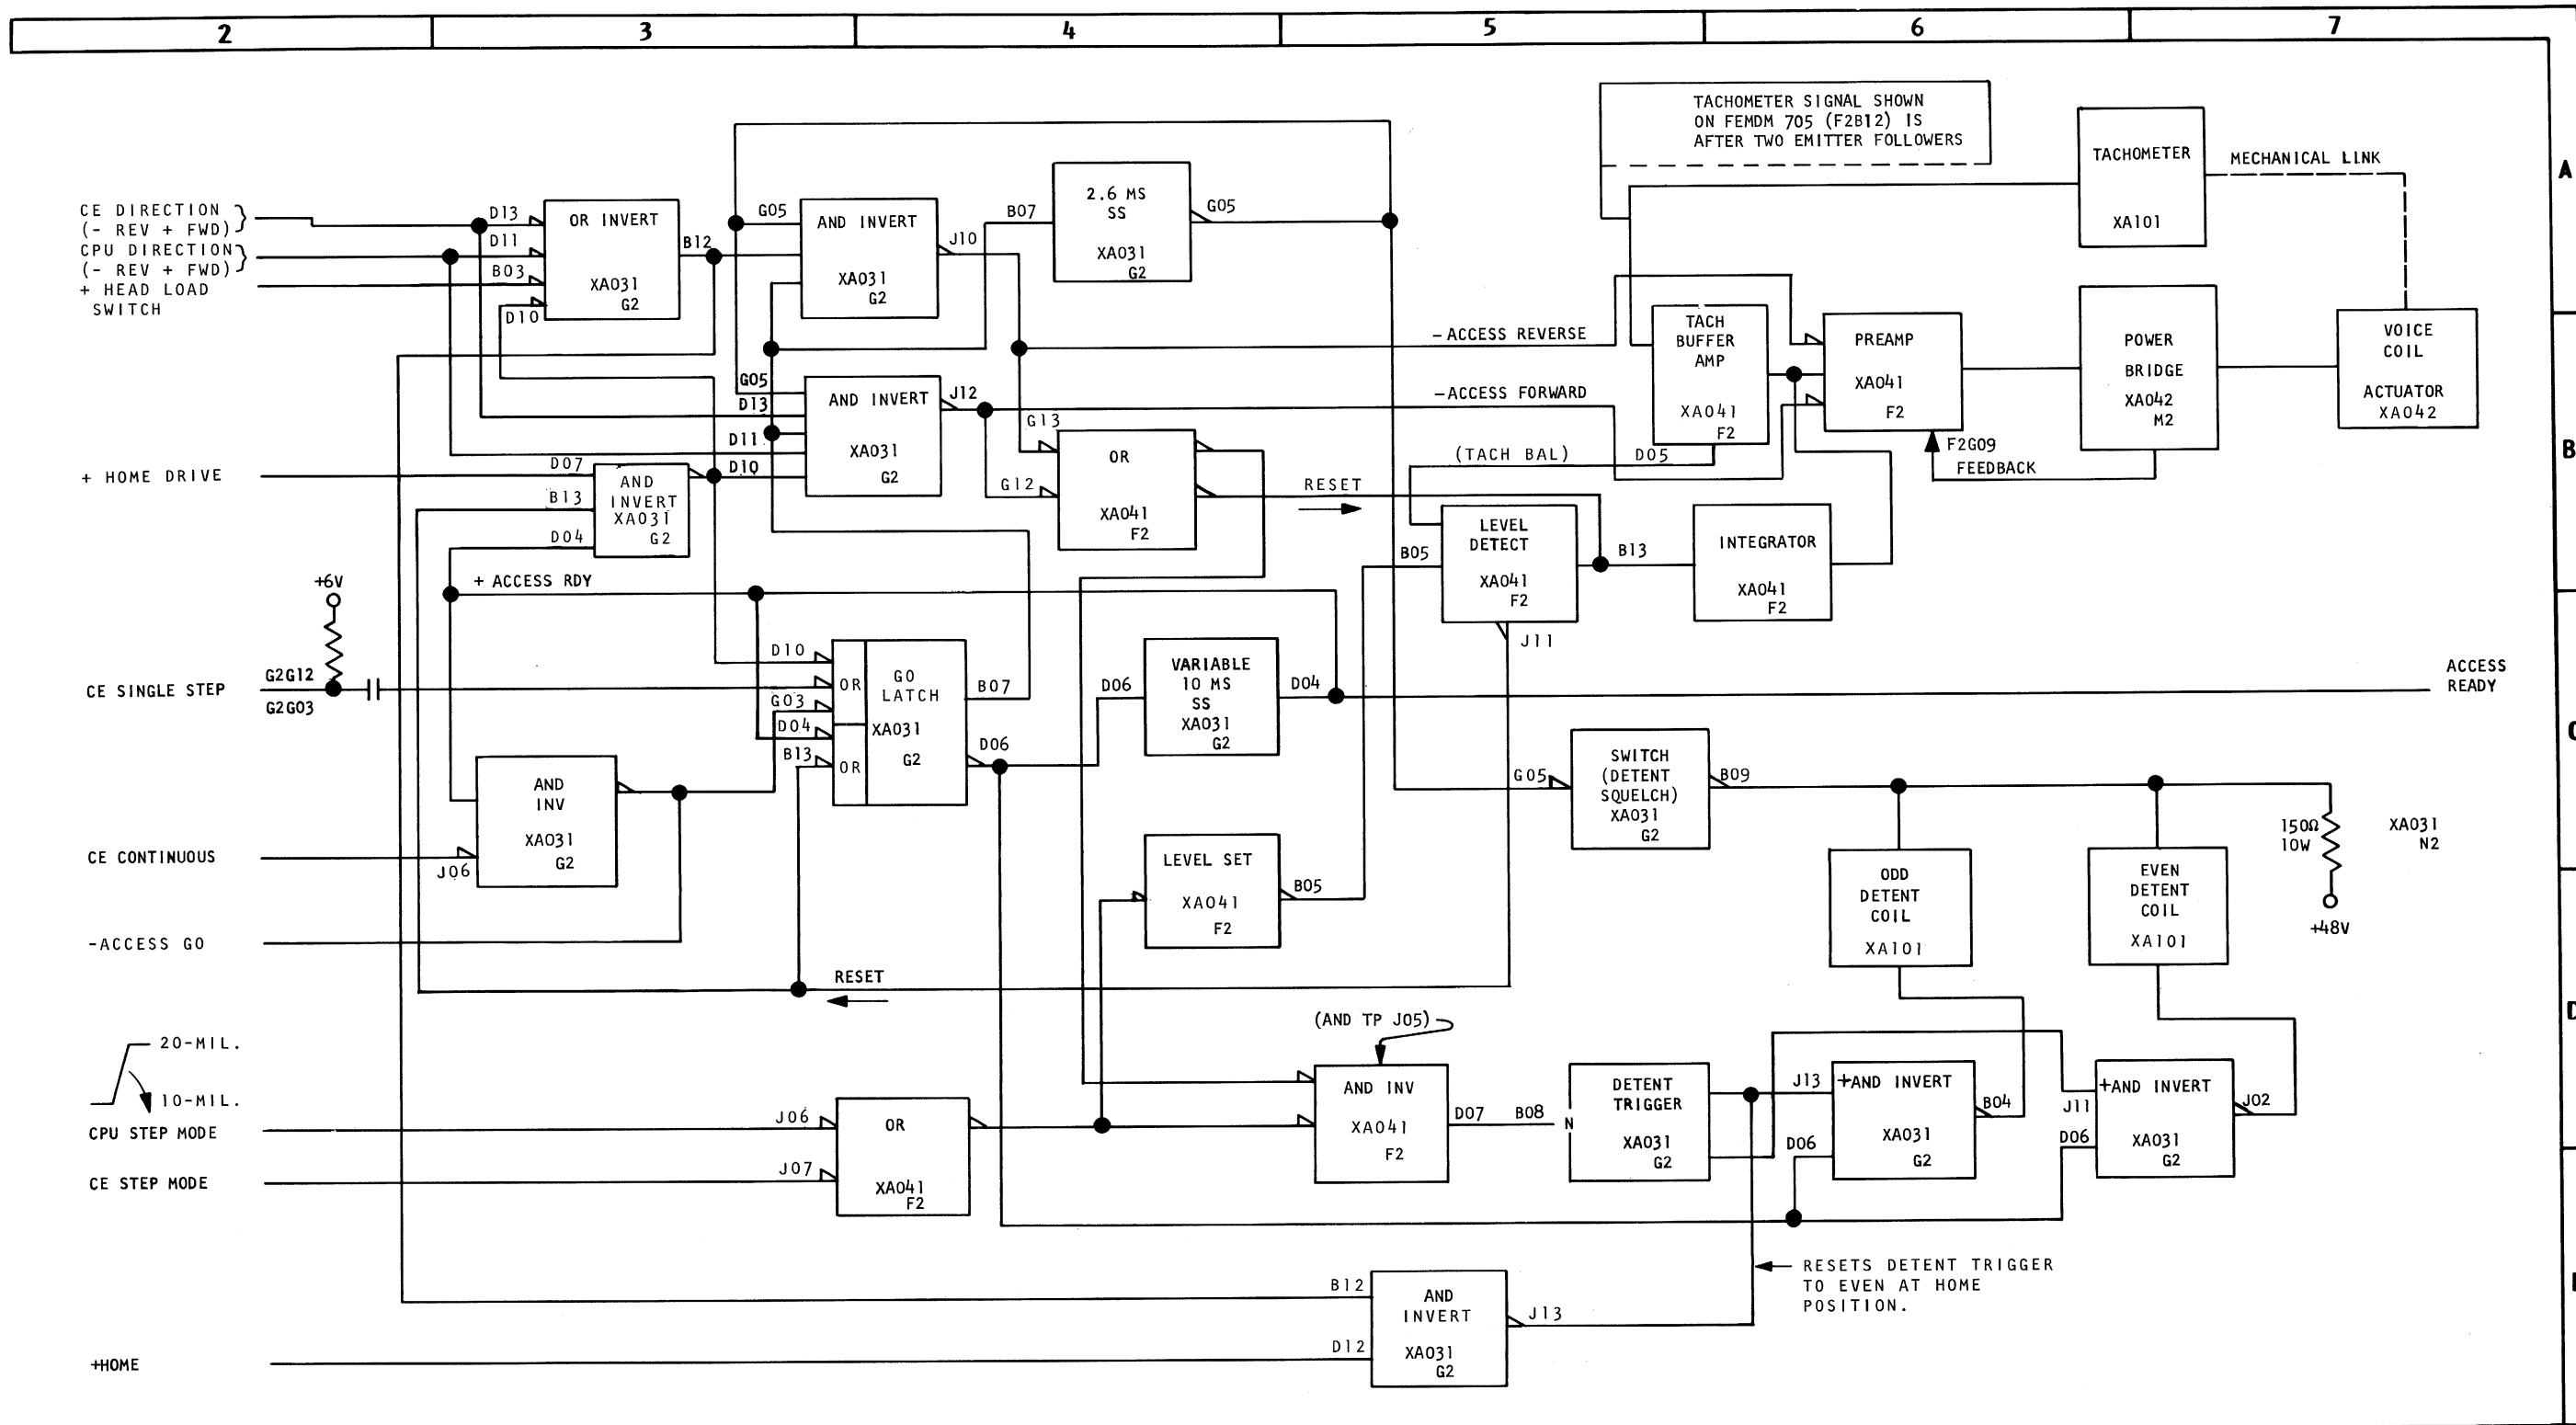 2 3 4 5 6 7
A
B
C
D
TACHOMETER SIGNAL SHOWN
ON FEMDM 705 (F2B12) IS
AFTER TWO EMITTER FOLLOWERS
TACHOMETER
XA101
MECHANICAL LINK
CE DIRECTION
(- REV + FWD)
CPU DIRECTION
(- REV + FWD)
+ HEAD LOAD
SWITCH
D13
D11
B03
D10
OR INVERT
XA031
G2
B12
G05
AND INVERT
XA031
G2
J10
B07
2.6 MS
SS
XA031
G2
G05
-ACCESS REVERSE
-ACCESS FORWARD
TACH
BUFFER
AMP
XA041
F2
PREAMP
XA041
F2
POWER
BRIDGE
XA042
M2
VOICE
COIL
ACTUATOR
XA042
F2G09
FEEDBACK
(TACH BAL)
D05
G05
D13
D11
D10
AND INVERT
XA031
G2
J12
G13
G12
OR
XA041
F2
RESET
+ HOME DRIVE
D07
B13
D04
AND
INVERT
XA031
G2
LEVEL
DETECT
XA041
F2
B05
J11
B13
INTEGRATOR
XA041
F2
+6V
+ ACCESS RDY
CE SINGLE STEP
G2G12
G2G03
D10
G03
D04
B13
OR
OR
GO
LATCH
XA031
G2
B07
D06
D06
VARIABLE
10 MS
SS
XA031
G2
D04
ACCESS
READY
G05
SWITCH
(DETENT
SQUELCH)
XA031
G2
B09
150Ω
10W
XA031
N2
+48V
AND
INV
XA031
G2
CE CONTINUOUS
J06
LEVEL SET
XA041
F2
B05
ODD
DETENT
COIL
XA101
EVEN
DETENT
COIL
XA101
-ACCESS GO
RESET
(AND TP J05)
20-MIL.
10-MIL.
CPU STEP MODE
CE STEP MODE
J06
J07
OR
XA041
F2
AND INV
XA041
F2
D07
B08
N
DETENT
TRIGGER
XA031
G2
J13
D06
+AND INVERT
XA031
G2
B04
J11
D06
+AND INVERT
XA031
G2
J02
RESETS DETENT TRIGGER
TO EVEN AT HOME
POSITION.
B12
D12
AND
INVERT
XA031
G2
J13
+HOME